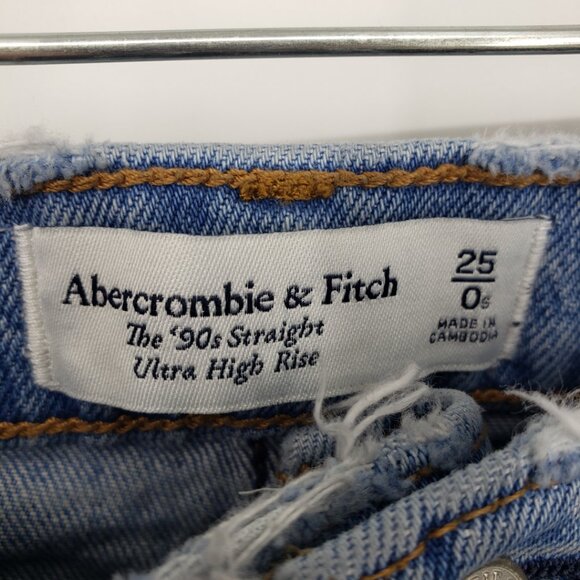 Abercrombie & Fitch
The '90s Straight
Ultra High Rise
25
0s
MADE IN
CAMBODIA